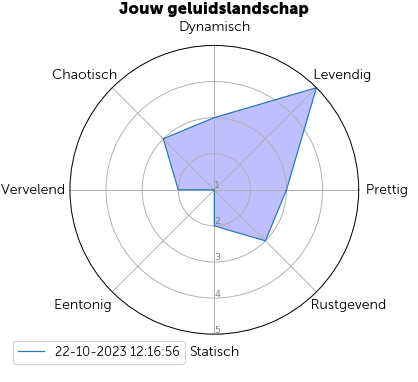 Jouw geluidslandschap
Dynamisch
Chaotisch
Levendig
Vervelend
1
Prettig
2
3
4
Eentonig
Rustgevend
5
22-10-2023 12:16:56
Statisch